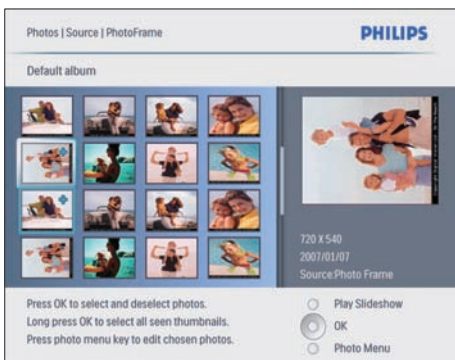 Photos | Source | PhotoFrame
PHILIPS
Default album
720 X 540
2007/01/07
Source:Photo Frame
Press OK to select and deselect photos.
Long press OK to select all seen thumbnails.
Press photo menu key to edit chosen photos.
Play Slideshow
OK
Photo Menu